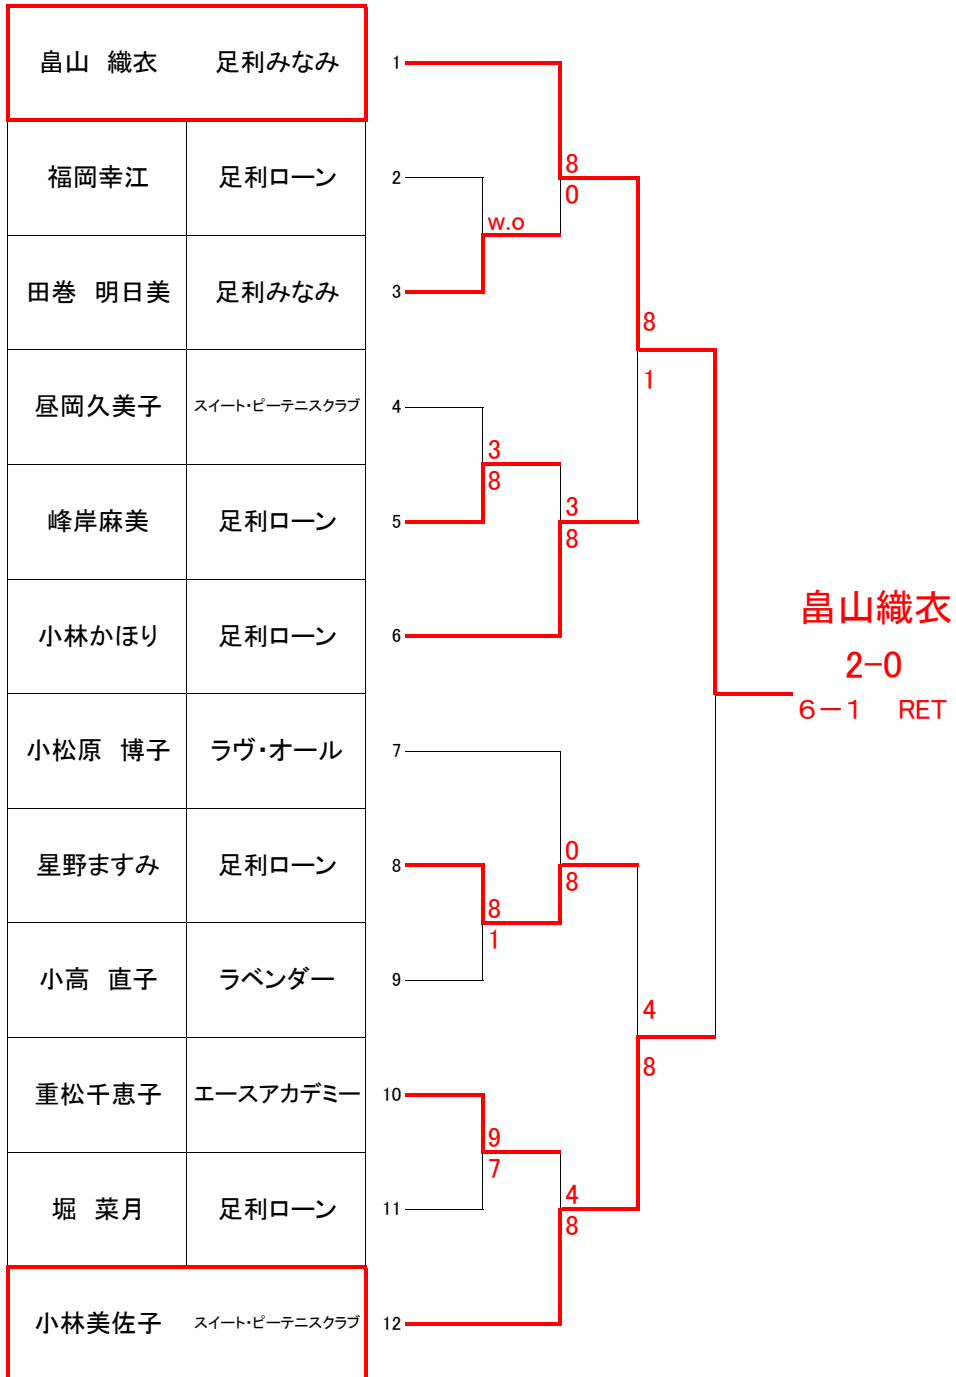 畠山　織衣 足利みなみ 1
8
福岡幸江 足利ローン 2
0
w.o
田巻　明日美 足利みなみ 3
8
1
昼岡久美子 スイート・ピーテニスクラブ 4
3
8
峰岸麻美 足利ローン 5
3
8
小林かほり 足利ローン 6
畠山織衣
2-0
６－１　RET
小松原　博子 ラヴ・オール 7
0
星野ますみ 足利ローン 8
8
8
1
小高　直子 ラベンダー 9
4
8
重松千恵子 エースアカデミー 10
9
7
堀　菜月 足利ローン 11
4
8
小林美佐子 スイート・ピーテニスクラブ 12